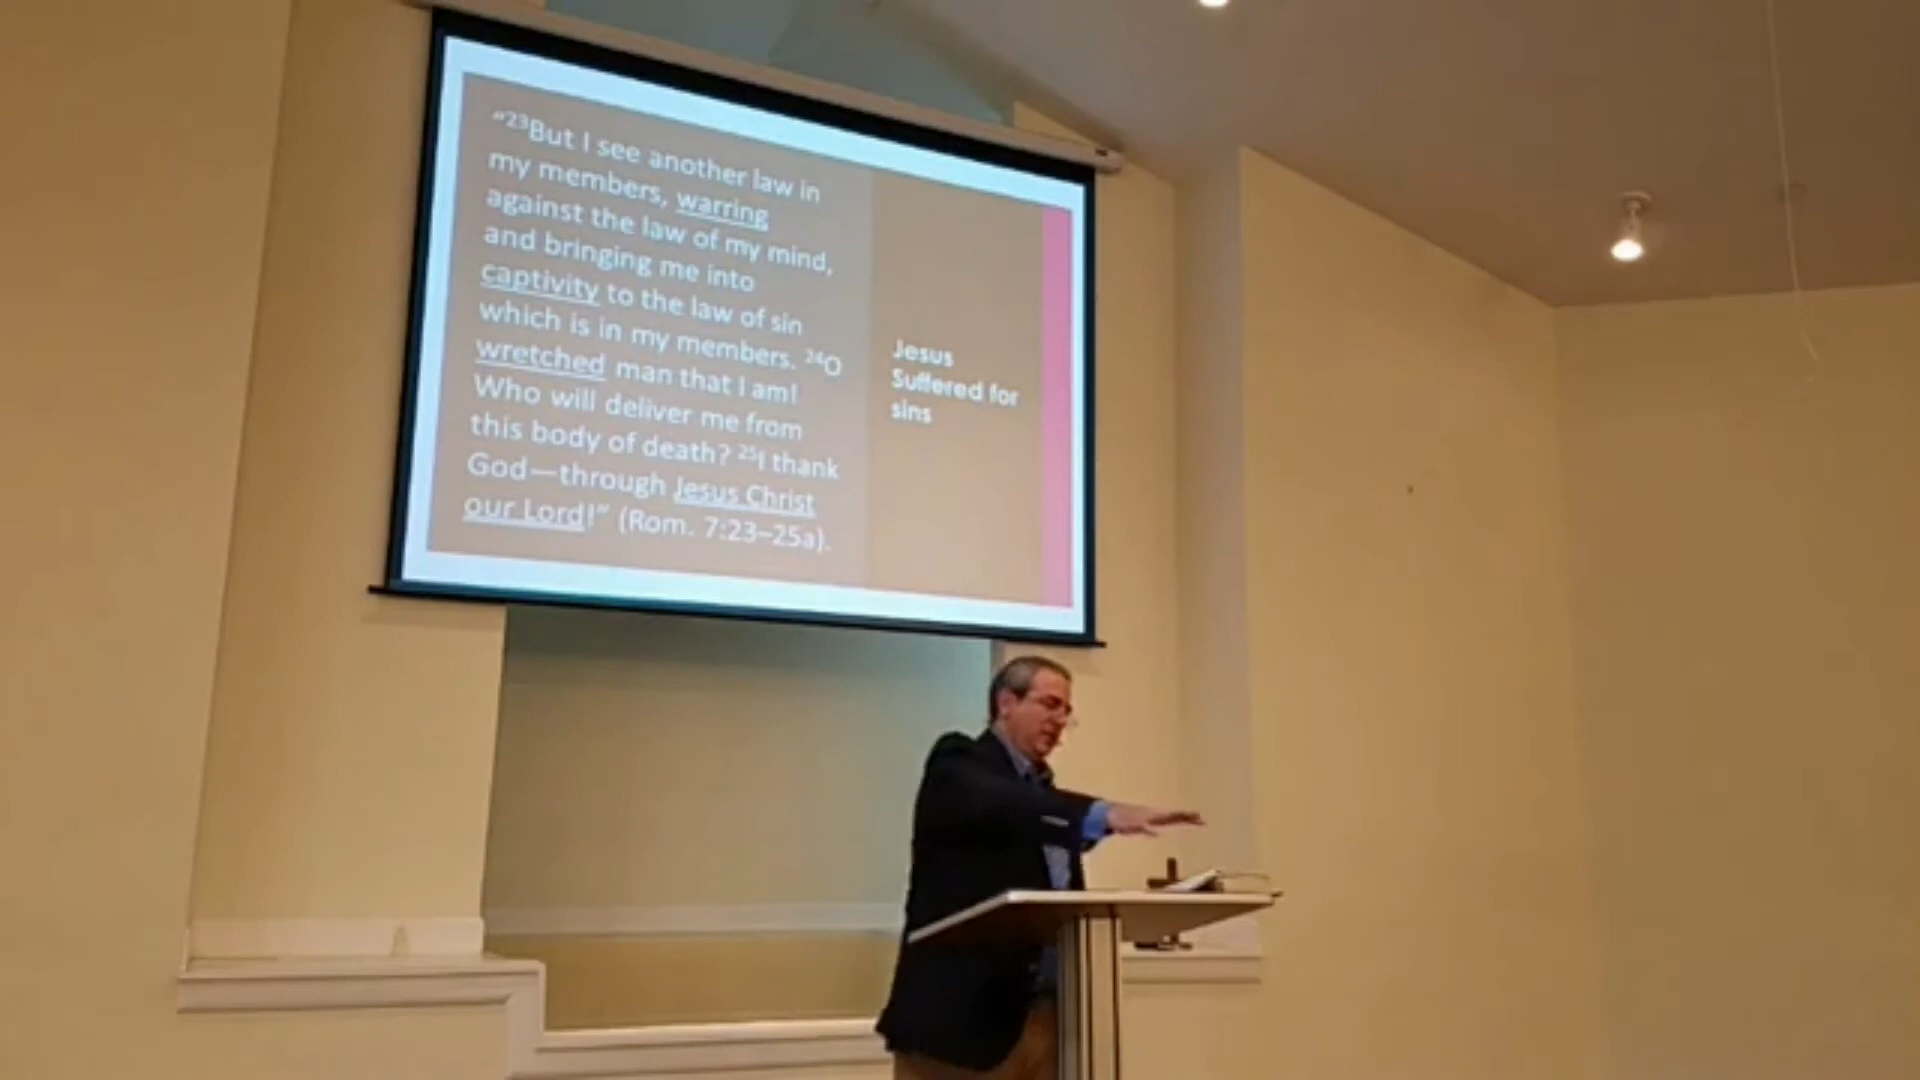 “23But I see another law in
my members, warring
against the law of my mind,
and bringing me into
captivity to the law of sin
which is in my members. 24O
wretched man that I am!
Who will deliver me from
this body of death? 25I thank
God—through Jesus Christ
our Lord!” (Rom. 7:23–25a).
Jesus
Suffered for
sins